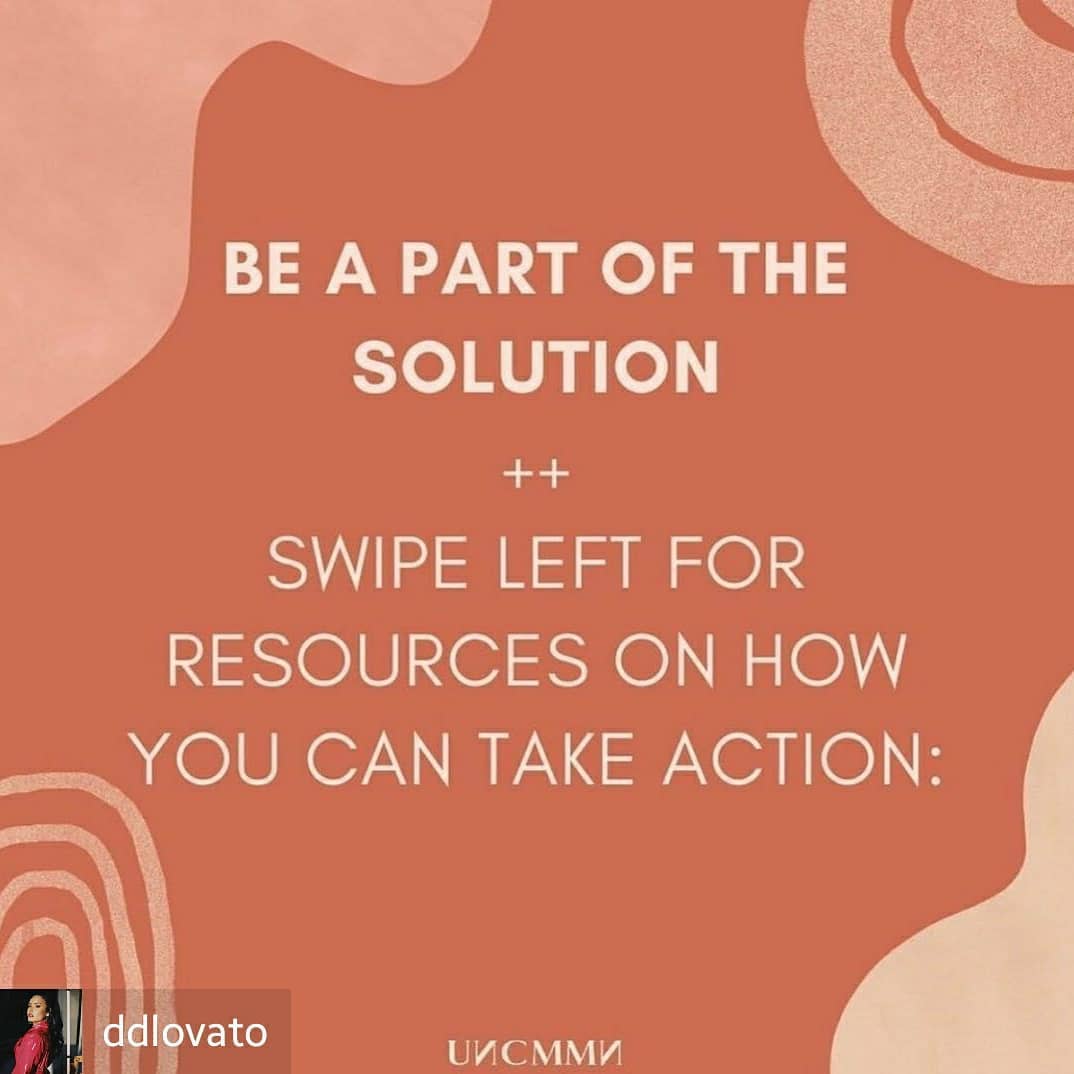 BE A PART OF THE
SOLUTION
++
SWIPE LEFT FOR
RESOURCES ON HOW
YOU CAN TAKE ACTION:
ddlovato
UИCMMИ